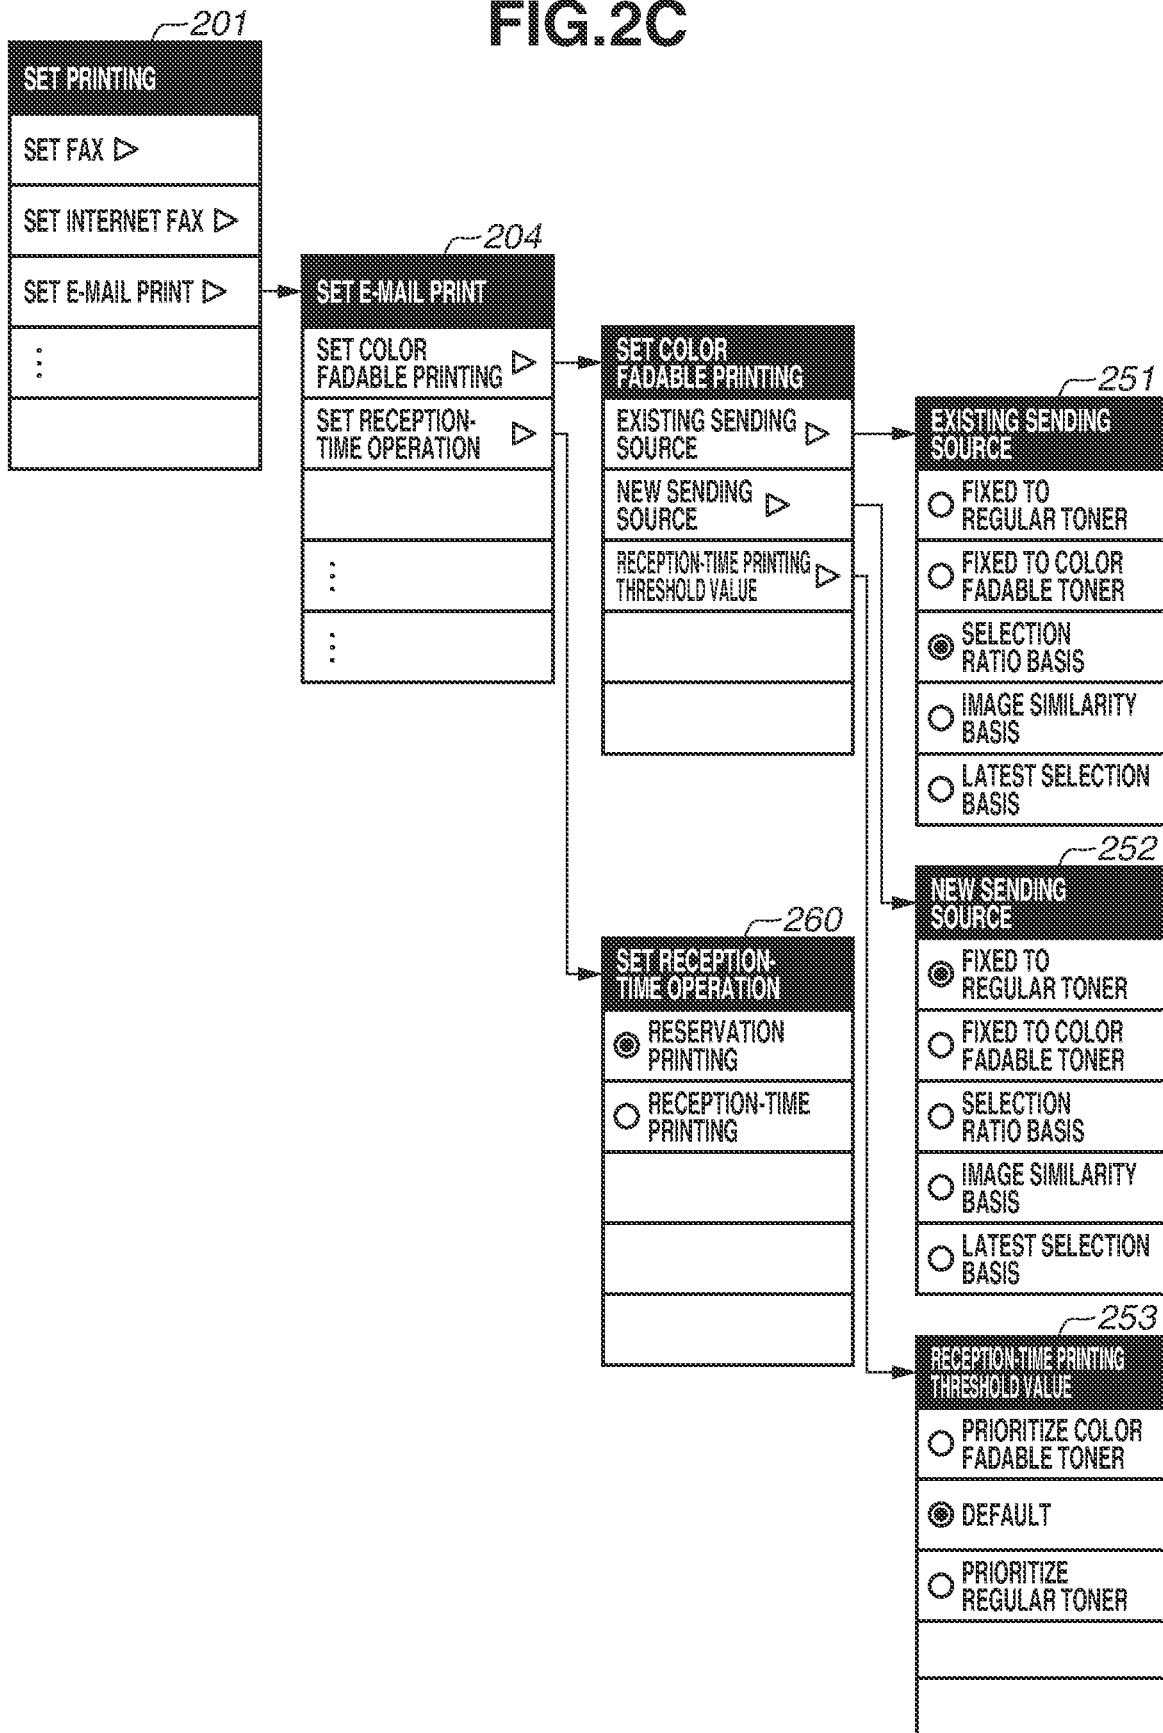 FIG.2C
201
SET PRINTING
SET FAX
SET INTERNET FAX
SET E-MAIL PRINT
204
SET E-MAIL PRINT
SET COLOR
FADABLE PRINTING
SET RECEPTION-
TIME OPERATION
SET COLOR
FADABLE PRINTING
EXISTING SENDING
SOURCE
NEW SENDING
SOURCE
RECEPTION-TIME PRINTING
THRESHOLD VALUE
251
EXISTING SENDING
SOURCE
FIXED TO
REGULAR TONER
FIXED TO COLOR
FADABLE TONER
SELECTION
RATIO BASIS
IMAGE SIMILARITY
BASIS
LATEST SELECTION
BASIS
252
NEW SENDING
SOURCE
FIXED TO
REGULAR TONER
FIXED TO COLOR
FADABLE TONER
SELECTION
RATIO BASIS
IMAGE SIMILARITY
BASIS
LATEST SELECTION
BASIS
260
SET RECEPTION-
TIME OPERATION
RESERVATION
PRINTING
RECEPTION-TIME
PRINTING
253
RECEPTION-TIME PRINTING
THRESHOLD VALUE
PRIORITIZE COLOR
FADABLE TONER
DEFAULT
PRIORITIZE
REGULAR TONER